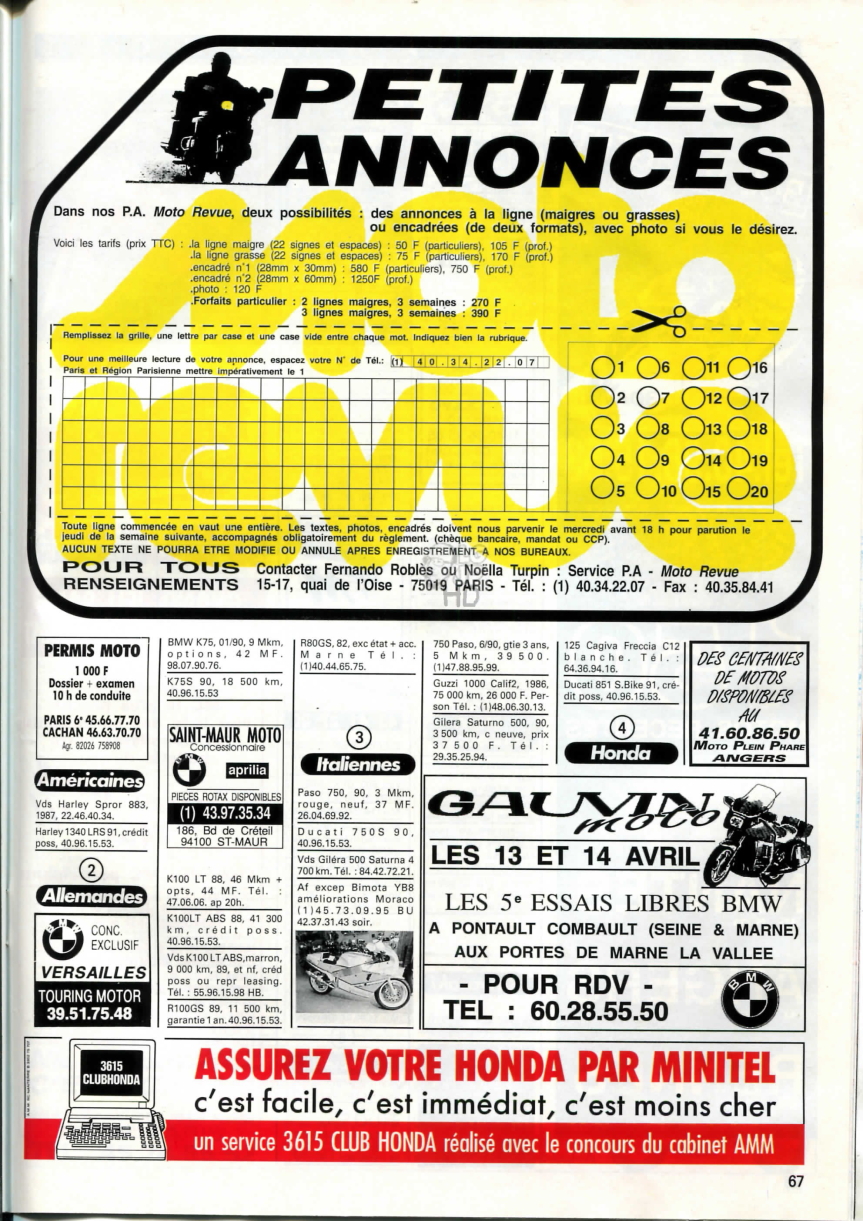 PETITES
ANNONCES
moto
revue
Dans nos P.A. Moto Revue, deux possibilités : des annonces à la ligne (maigres ou grasses)
ou encadrées (de deux formats), avec photo si vous le désirez.
Voici les tarifs (prix TTC) : .la ligne maigre (22 signes et espaces) : 50 F (particuliers), 105 F (prof.)
.la ligne grasse (22 signes et espaces) : 75 F (particuliers), 170 F (prof.)
.encadré n°1 (28mm x 30mm) : 580 F (particuliers), 750 F (prof.)
.encadré n°2 (28mm x 60mm) : 1250F (prof.)
.photo : 120 F
.Forfaits particulier : 2 lignes maigres, 3 semaines : 270 F
3 lignes maigres, 3 semaines : 390 F
Remplissez la grille, une lettre par case et une case vide entre chaque mot. Indiquez bien la rubrique.
Pour une meilleure lecture de votre annonce, espacez votre N° de Tél.: (1) 40.34.22.07
Paris et Région Parisienne mettre impérativement le 1
1 6 11 16
2 7 12 17
3 8 13 18
4 9 14 19
5 10 15 20
Toute ligne commencée en vaut une entière. Les textes, photos, encadrés doivent nous parvenir le mercredi avant 18 h pour parution le
jeudi de la semaine suivante, accompagnés obligatoirement du règlement. (chèque bancaire, mandat ou CCP).
AUCUN TEXTE NE POURRA ETRE MODIFIE OU ANNULE APRES ENREGISTREMENT A NOS BUREAUX.
POUR TOUS Contacter Fernando Roblès ou Noëlla Turpin : Service P.A - Moto Revue
RENSEIGNEMENTS 15-17, quai de l'Oise - 75019 PARIS - Tél. : (1) 40.34.22.07 - Fax : 40.35.84.41
HD
PERMIS MOTO
1 000 F
Dossier + examen
10 h de conduite
PARIS 6e 45.66.77.70
CACHAN 46.63.70.70
Agr. 82026 758908
Américaines
Vds Harley Spror 883,
1987, 22.46.40.34.
Harley 1340 LRS 91, crédit
poss, 40.96.15.53.
2
Allemandes
BMW
CONC.
EXCLUSIF
VERSAILLES
TOURING MOTOR
39.51.75.48
BMW K75, 01/90, 9 Mkm,
options, 42 MF.
98.07.90.76.
K75S 90, 18 500 km,
40.96.15.53
SAINT-MAUR MOTO
Concessionnaire
BMW
aprilia
PIECES ROTAX DISPONIBLES
(1) 43.97.35.34
186, Bd de Créteil
94100 ST-MAUR
K100 LT 88, 46 Mkm +
opts, 44 MF. Tél. :
47.06.06. ap 20h.
K100LT ABS 88, 41 300
km, crédit poss.
40.96.15.53.
Vds K100 LT ABS,marron,
9 000 km, 89, et nf, créd
poss ou repr leasing.
Tél. : 55.96.15.98 HB.
R100GS 89, 11 500 km,
garantie 1 an. 40.96.15.53.
R80GS, 82, exc état + acc.
Marne Tél. :
(1)40.44.65.75.
3
Italiennes
Paso 750, 90, 3 Mkm,
rouge, neuf, 37 MF.
26.04.69.92.
Ducati 750S 90,
40.96.15.53.
Vds Giléra 500 Saturna 4
700 km. Tél. : 84.42.72.21.
Af excep Bimota YB8
améliorations Moraco
(1)45.73.09.95 BU
42.37.31.43 soir.
750 Paso, 6/90, gtie 3 ans,
5 Mkm, 39 500.
(1)47.88.95.99.
Guzzi 1000 Calif2, 1986,
75 000 km, 26 000 F. Per-
son Tél. : (1)48.06.30.13.
Gilera Saturno 500, 90,
3 500 km, c neuve, prix
37 500 F. Tél. :
29.35.25.94.
125 Cagiva Freccia C12
blanche. Tél. :
64.36.94.16.
Ducati 851 S.Bike 91, cré-
dit poss, 40.96.15.53.
4
Honda
DES CENTAINES
DE MOTOS
DISPONIBLES
AU
41.60.86.50
MOTO PLEIN PHARE
ANGERS
GAUVIN
moto
LES 13 ET 14 AVRIL
LES 5e ESSAIS LIBRES BMW
A PONTAULT COMBAULT (SEINE & MARNE)
AUX PORTES DE MARNE LA VALLEE
- POUR RDV -
TEL : 60.28.55.50
BMW
3615
CLUBHONDA
ASSUREZ VOTRE HONDA PAR MINITEL
c'est facile, c'est immédiat, c'est moins cher
un service 3615 CLUB HONDA réalisé avec le concours du cabinet AMM
67